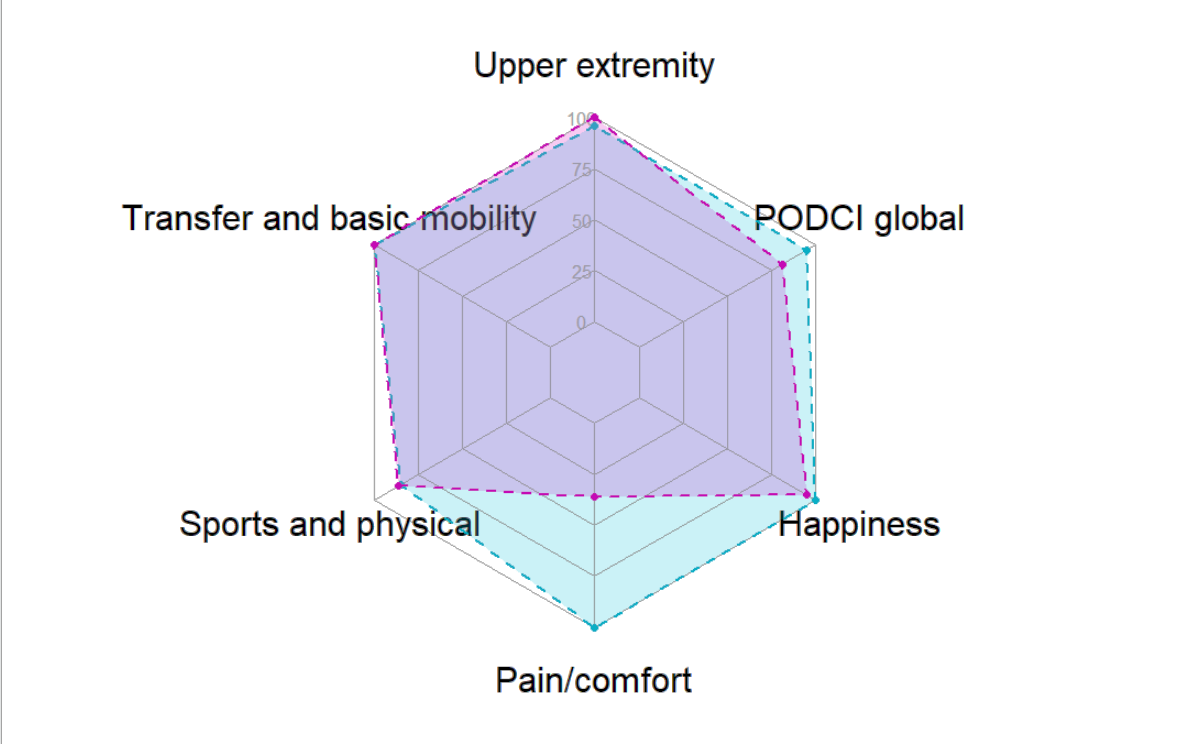 Upper extremity
100
75
Transfer and basic mobility
PODCI global
50
25
0
Sports and physical
Happiness
Pain/comfort